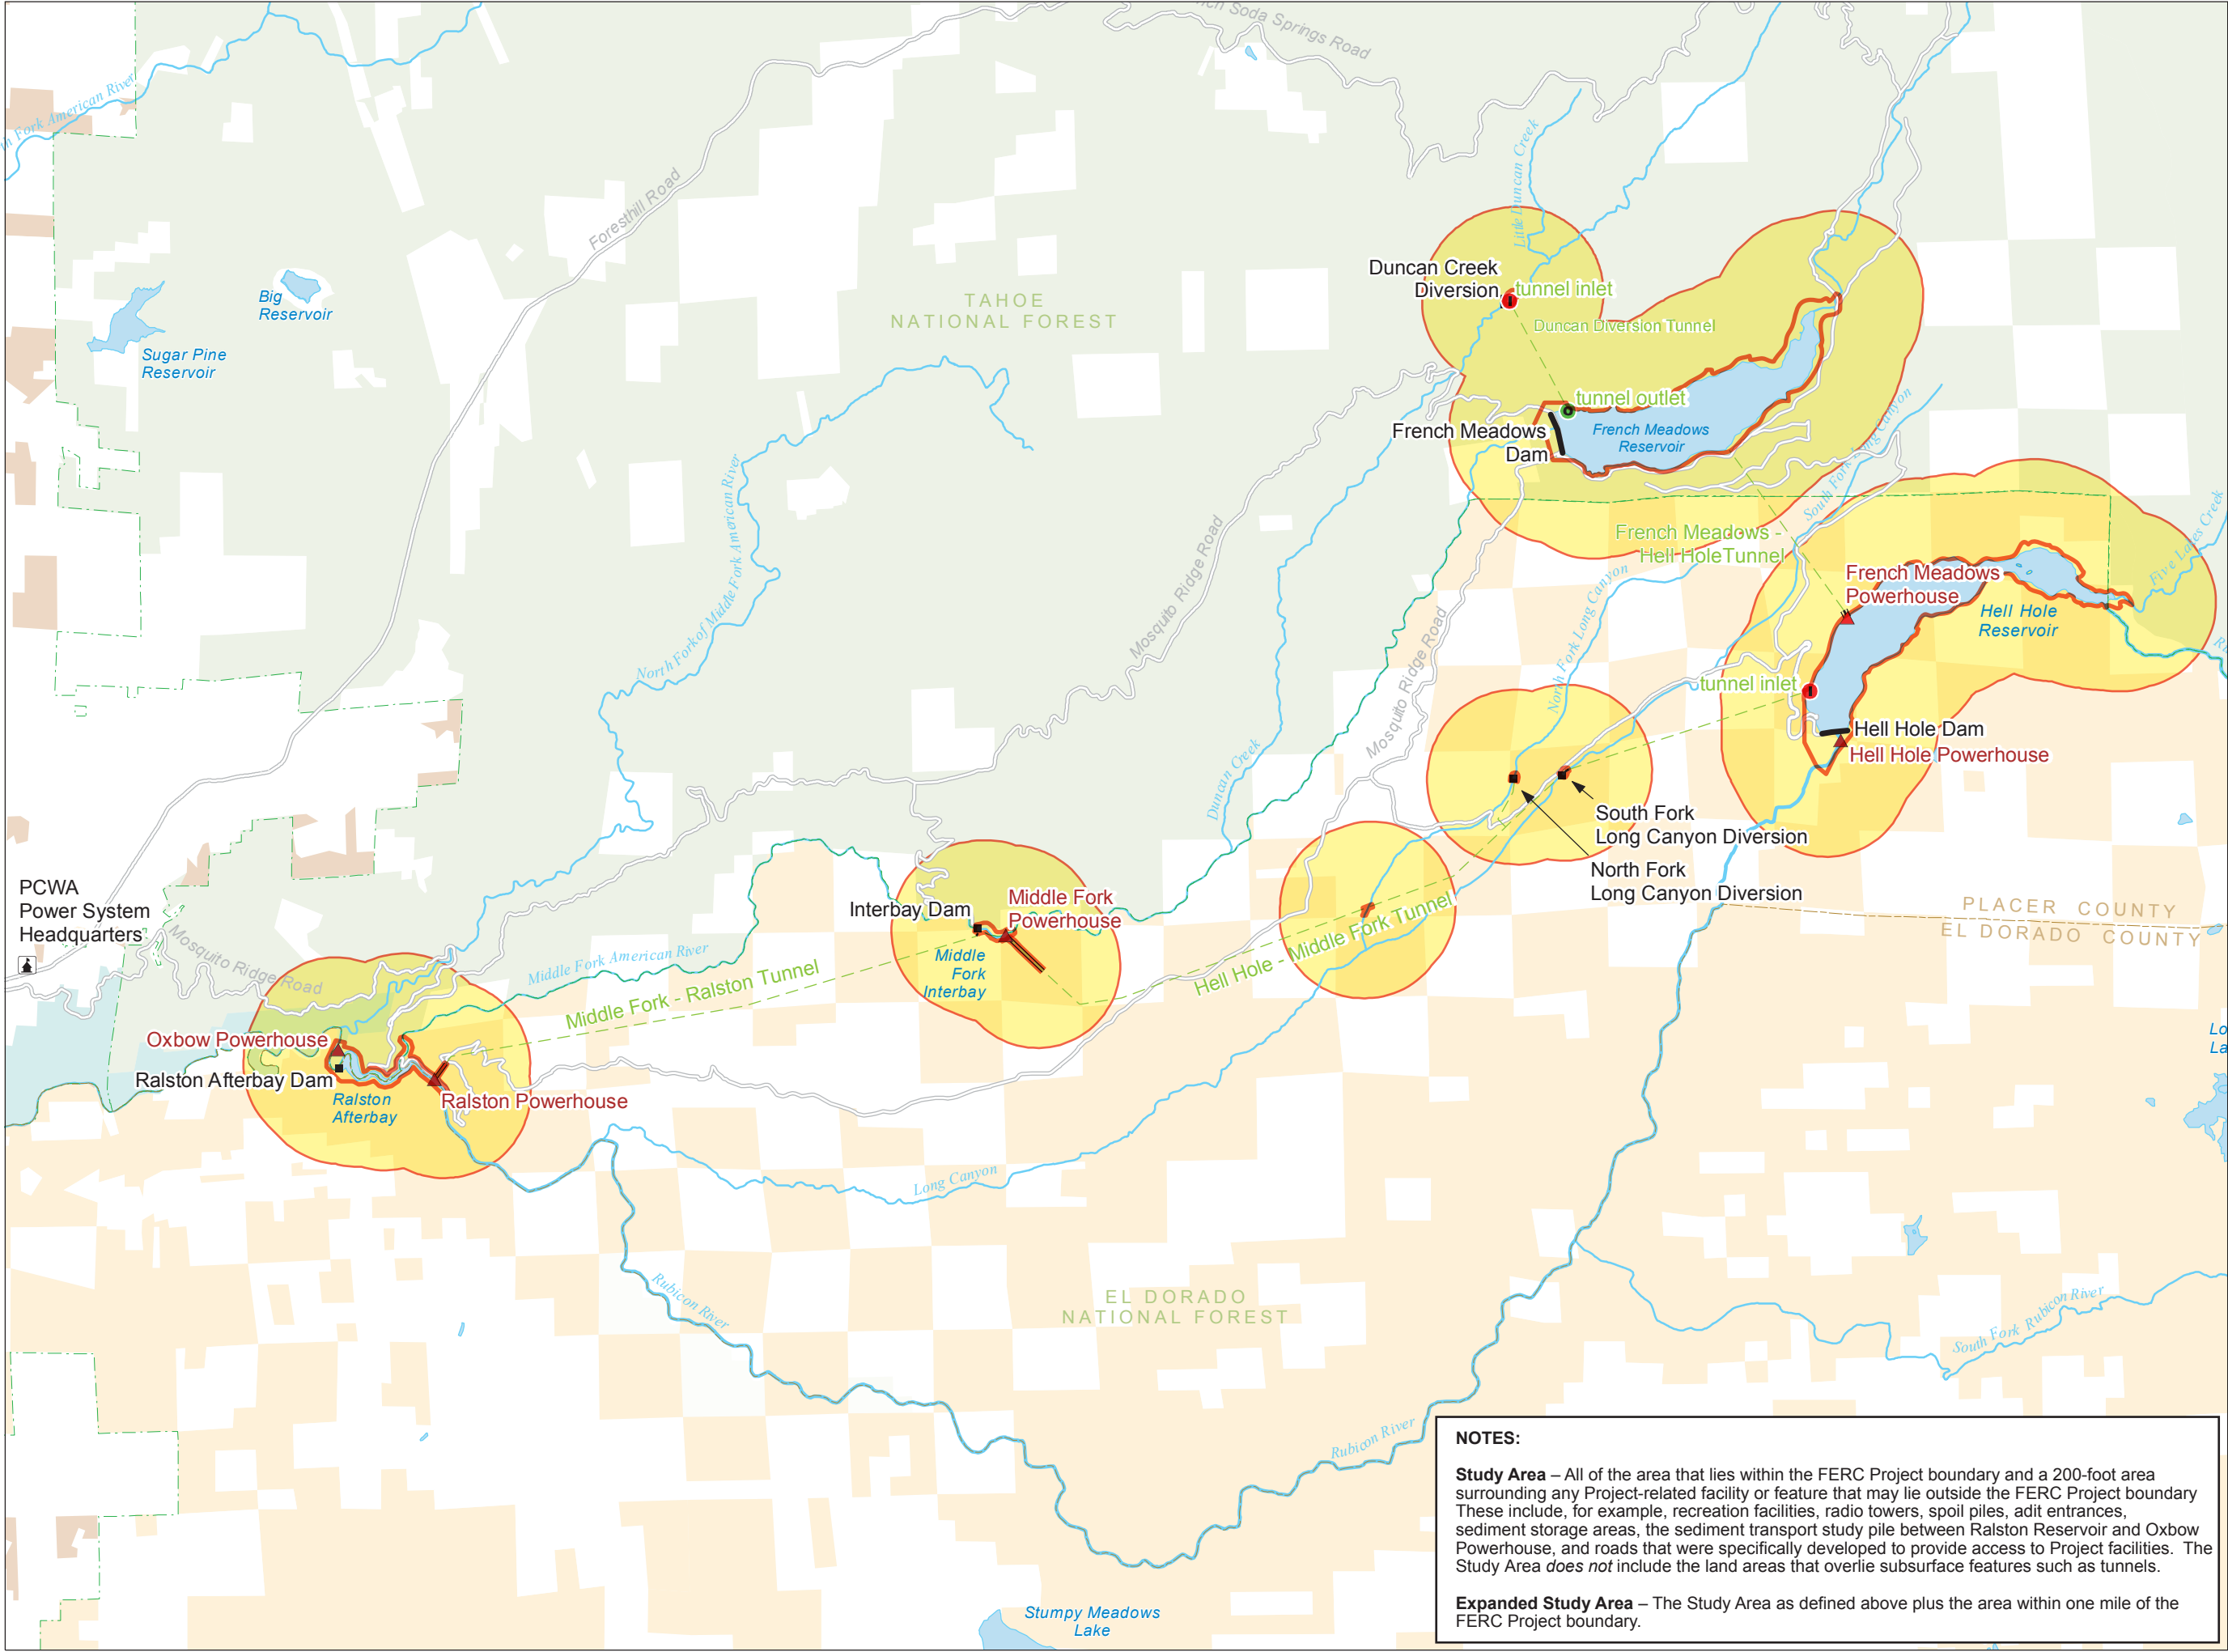 Soda Springs Road
Fork American River
Foresthill Road
Little Duncan Creek
TAHOE
NATIONAL FOREST
Big
Reservoir
Sugar Pine
Reservoir
Duncan Creek
Diversion
tunnel inlet
Duncan Diversion Tunnel
tunnel outlet
French Meadows
Reservoir
French Meadows
Dam
South Fork Long Canyon
North Fork of Middle Fork American River
Mosquito Ridge Road
French Meadows -
Hell Hole Tunnel
French Meadows
Powerhouse
Five Lakes Creek
Hell Hole
Reservoir
North Fork Long Canyon
Mosquito Ridge Road
tunnel inlet
Hell Hole Dam
Hell Hole Powerhouse
Duncan Creek
South Fork
Long Canyon Diversion
North Fork
Long Canyon Diversion
PCWA
Power System
Headquarters
Mosquito Ridge Road
Interbay Dam
Middle Fork
Powerhouse
Middle
Fork
Interbay
Middle Fork American River
Middle Fork - Ralston Tunnel
Hell Hole - Middle Fork Tunnel
PLACER COUNTY
EL DORADO COUNTY
Oxbow Powerhouse
Ralston Afterbay Dam
Ralston
Afterbay
Ralston Powerhouse
Long Canyon
Rubicon River
EL DORADO
NATIONAL FOREST
South Fork Rubicon River
Rubicon River
Stumpy Meadows
Lake
NOTES:
Study Area – All of the area that lies within the FERC Project boundary and a 200-foot area
surrounding any Project-related facility or feature that may lie outside the FERC Project boundary
These include, for example, recreation facilities, radio towers, spoil piles, adit entrances,
sediment storage areas, the sediment transport study pile between Ralston Reservoir and Oxbow
Powerhouse, and roads that were specifically developed to provide access to Project facilities. The
Study Area does not include the land areas that overlie subsurface features such as tunnels.
Expanded Study Area – The Study Area as defined above plus the area within one mile of the
FERC Project boundary.